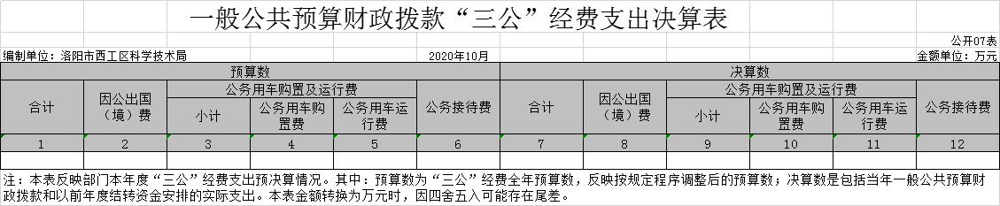 一般公共预算财政拨款“三公”经费支出决算表
公开07表
编制单位：洛阳市西工区科学技术局 2020年10月 金额单位：万元
预算数 决算数
合计 因公出国（境）费 公务用车购置及运行费 公务接待费 合计 因公出国（境）费 公务用车购置及运行费 公务接待费
小计 公务用车购置费 公务用车运行费 小计 公务用车购置费 公务用车运行费
1 2 3 4 5 6 7 8 9 10 11 12
注：本表反映部门本年度“三公”经费支出预决算情况。其中：预算数为“三公”经费全年预算数，反映按规定程序调整后的预算数；决算数是包括当年一般公共预算财
政拨款和以前年度结转资金安排的实际支出。本表金额转换为万元时，因四舍五入可能存在尾差。